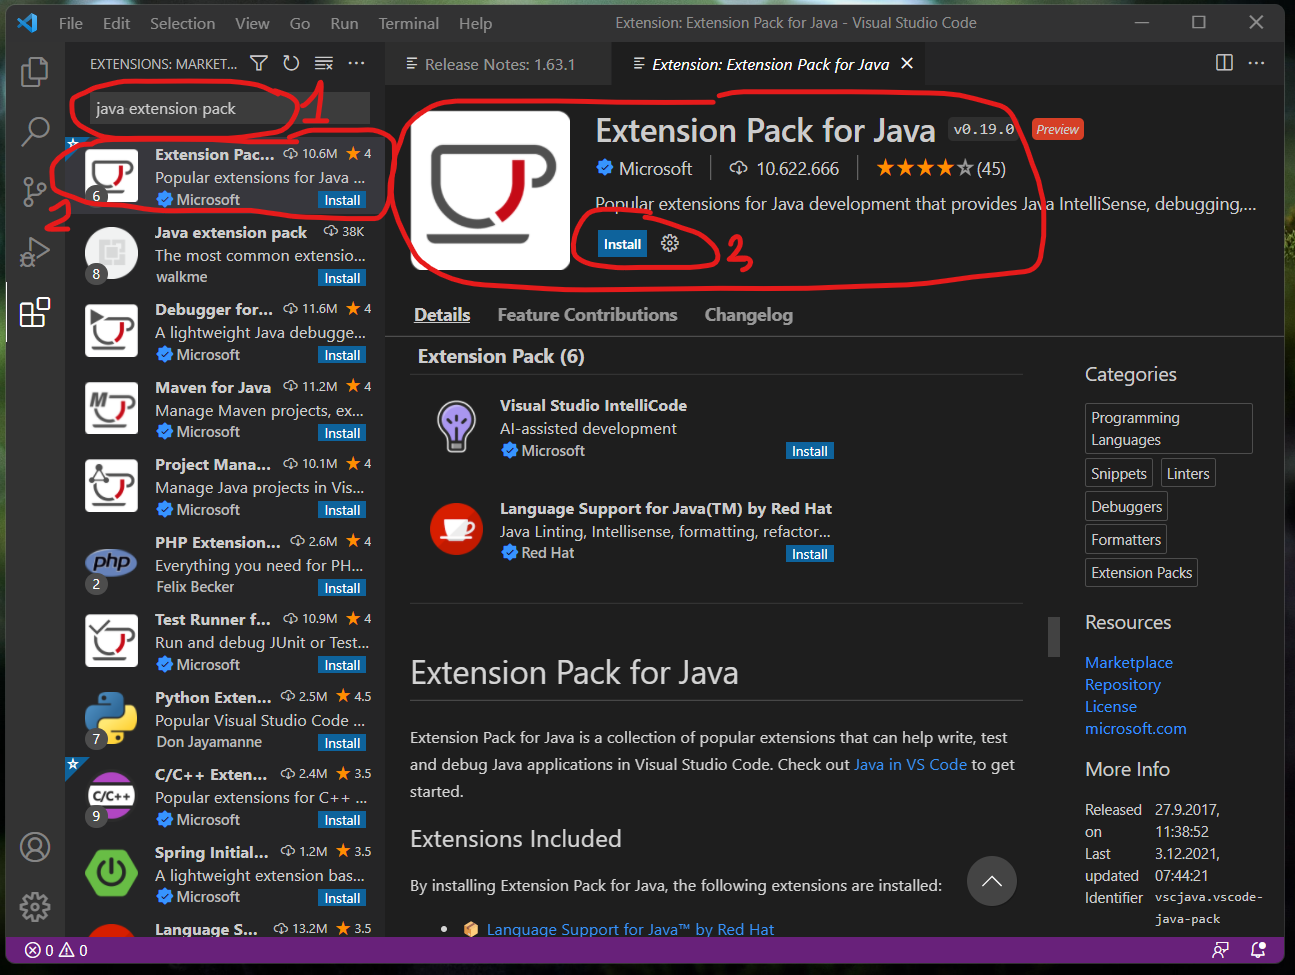 File Edit Selection View Go Run Terminal Help
Extension: Extension Pack for Java - Visual Studio Code
EXTENSIONS: MARKET...
Release Notes: 1.63.1
Extension: Extension Pack for Java
java extension pack
1
Extension Pac... 10.6M 4
Popular extensions for Java ...
Microsoft Install
6
2
Java extension pack 38K
The most common extensio...
walkme Install
8
Debugger for... 11.6M 4
A lightweight Java debugge...
Microsoft Install
Maven for Java 11.2M 4
Manage Maven projects, ex...
Microsoft Install
M
Project Mana... 10.1M 4
Manage Java projects in Vis...
Microsoft Install
PHP Extension... 2.6M 4
Everything you need for PH...
Felix Becker Install
php
2
Test Runner f... 10.9M 4
Run and debug JUnit or Test...
Microsoft Install
Python Exten... 2.5M 4.5
Popular Visual Studio Code ...
Don Jayamanne Install
7
C/C++ Exten... 2.4M 3.5
Popular extensions for C++ ...
Microsoft Install
C/C++
9
Spring Initial... 1.2M 3.5
A lightweight extension bas...
Microsoft Install
Language S... 13.2M 3.5
Extension Pack for Java v0.19.0 Preview
Microsoft 10.622.666 (45)
Popular extensions for Java development that provides Java IntelliSense, debugging,...
Install
3
Details Feature Contributions Changelog
Extension Pack (6)
Visual Studio IntelliCode
AI-assisted development
Microsoft Install
Language Support for Java(TM) by Red Hat
Java Linting, Intellisense, formatting, refactor...
Red Hat Install
Extension Pack for Java
Extension Pack for Java is a collection of popular extensions that can help write, test
and debug Java applications in Visual Studio Code. Check out Java in VS Code to get
started.
Extensions Included
By installing Extension Pack for Java, the following extensions are installed:
Language Support for Java™ by Red Hat
Categories
Programming
Languages
Snippets Linters
Debuggers
Formatters
Extension Packs
Resources
Marketplace
Repository
License
microsoft.com
More Info
Released 27.9.2017,
on 11:38:52
Last 3.12.2021,
updated 07:44:21
Identifier vscjava.vscode-
java-pack
0 0